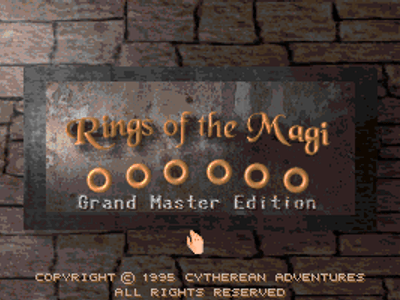 Rings of the Magi
Grand Master Edition
COPYRIGHT © 1995 CYTHEREAN ADVENTURES
ALL RIGHTS RESERVED